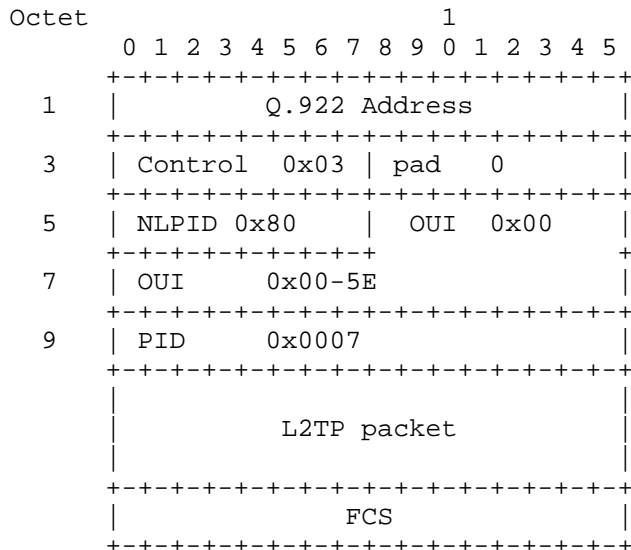 Octet                      1
       0 1 2 3 4 5 6 7 8 9 0 1 2 3 4 5
      +-+-+-+-+-+-+-+-+-+-+-+-+-+-+-+-+
  1   |         Q.922 Address         |
      +-+-+-+-+-+-+-+-+-+-+-+-+-+-+-+-+
  3   | Control  0x03 | pad   0       |
      +-+-+-+-+-+-+-+-+-+-+-+-+-+-+-+-+
  5   | NLPID 0x80    |  OUI  0x00    |
      +-+-+-+-+-+-+-+-+               +
  7   | OUI     0x00-5E               |
      +-+-+-+-+-+-+-+-+-+-+-+-+-+-+-+-+
  9   | PID     0x0007                |
      +-+-+-+-+-+-+-+-+-+-+-+-+-+-+-+-+
      |                               |
      |          L2TP packet          |
      |                               |
      +-+-+-+-+-+-+-+-+-+-+-+-+-+-+-+-+
      |              FCS              |
      +-+-+-+-+-+-+-+-+-+-+-+-+-+-+-+-+